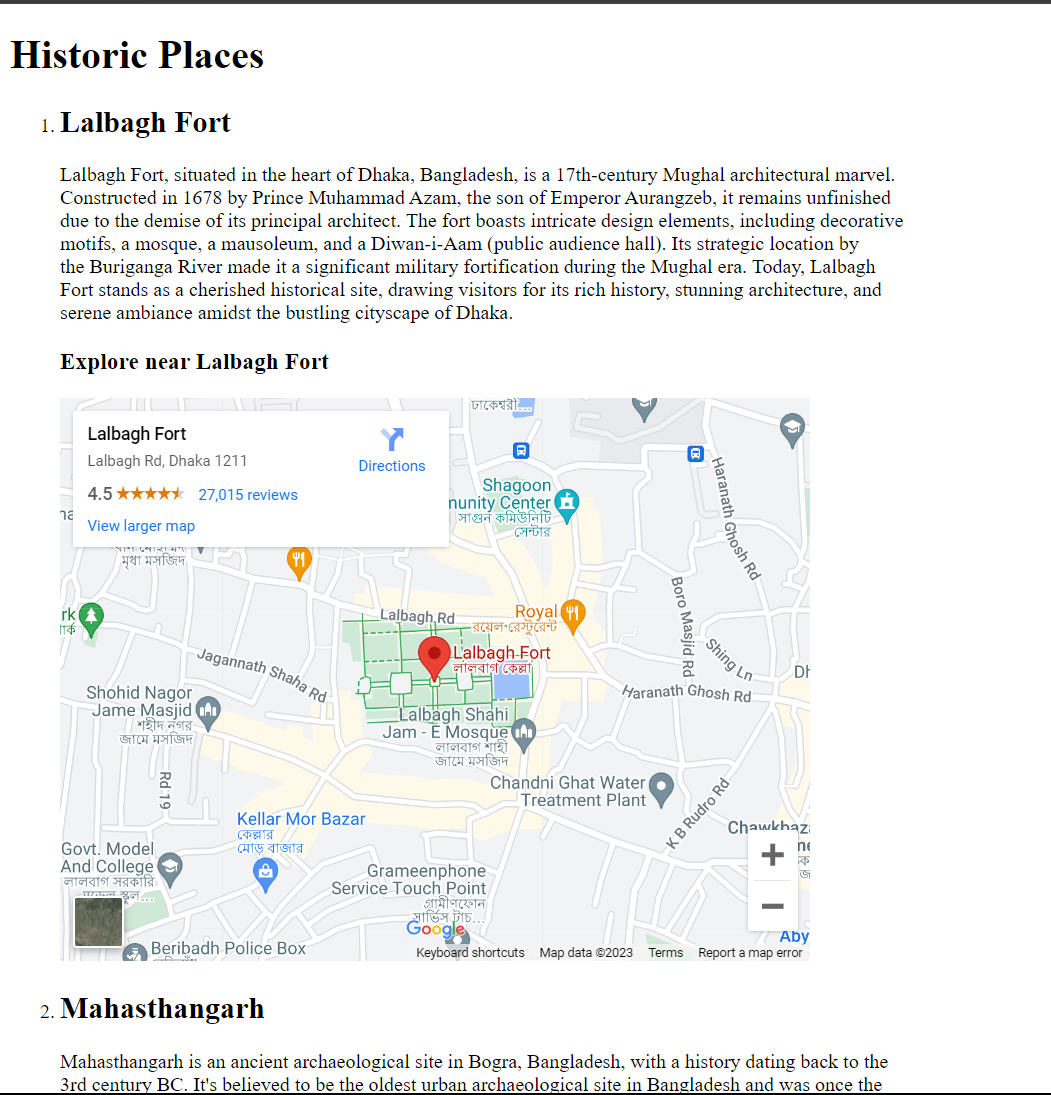 Historic Places
1. Lalbagh Fort
Lalbagh Fort, situated in the heart of Dhaka, Bangladesh, is a 17th-century Mughal architectural marvel.
Constructed in 1678 by Prince Muhammad Azam, the son of Emperor Aurangzeb, it remains unfinished
due to the demise of its principal architect. The fort boasts intricate design elements, including decorative
motifs, a mosque, a mausoleum, and a Diwan-i-Aam (public audience hall). Its strategic location by
the Buriganga River made it a significant military fortification during the Mughal era. Today, Lalbagh
Fort stands as a cherished historical site, drawing visitors for its rich history, stunning architecture, and
serene ambiance amidst the bustling cityscape of Dhaka.
Explore near Lalbagh Fort
Lalbagh Fort
Lalbagh Rd, Dhaka 1211
4.5 27,015 reviews
View larger map
Directions
ঢাকেশ্বরী...
Shagoon
munity Center
সাগুন কমিউনিটি
সেন্টার
Haranath Ghosh Rd
মৃধা মসজিদ
rk
Lalbagh Rd
Royal
রয়েল রেস্টুরেন্ট
Boro Masjid Rd
Shing Ln
Lalbagh Fort
লালবাগ কেল্লা
Jagannath Shaha Rd
Dh
Haranath Ghosh Rd
Shohid Nagor
Jame Masjid
শহীদ নগর
জামে মসজিদ
Lalbagh Shahi
Jam - E Mosque
লালবাগ শাহী
জামে মসজিদ
Rd 19
Chandni Ghat Water
Treatment Plant
K B Rudro Rd
Kellar Mor Bazar
কেল্লার
মোড় বাজার
Chawkbaz
Govt. Model
And College
লালবাগ সরকারি
মডেল স্কুল...
Grameenphone
Service Touch Point
গ্রামীণফোন
সার্ভিস টাচ...
Google
Aby
Beribadh Police Box
Keyboard shortcuts Map data ©2023 Terms Report a map error
2. Mahasthangarh
Mahasthangarh is an ancient archaeological site in Bogra, Bangladesh, with a history dating back to the
3rd century BC. It's believed to be the oldest urban archaeological site in Bangladesh and was once the